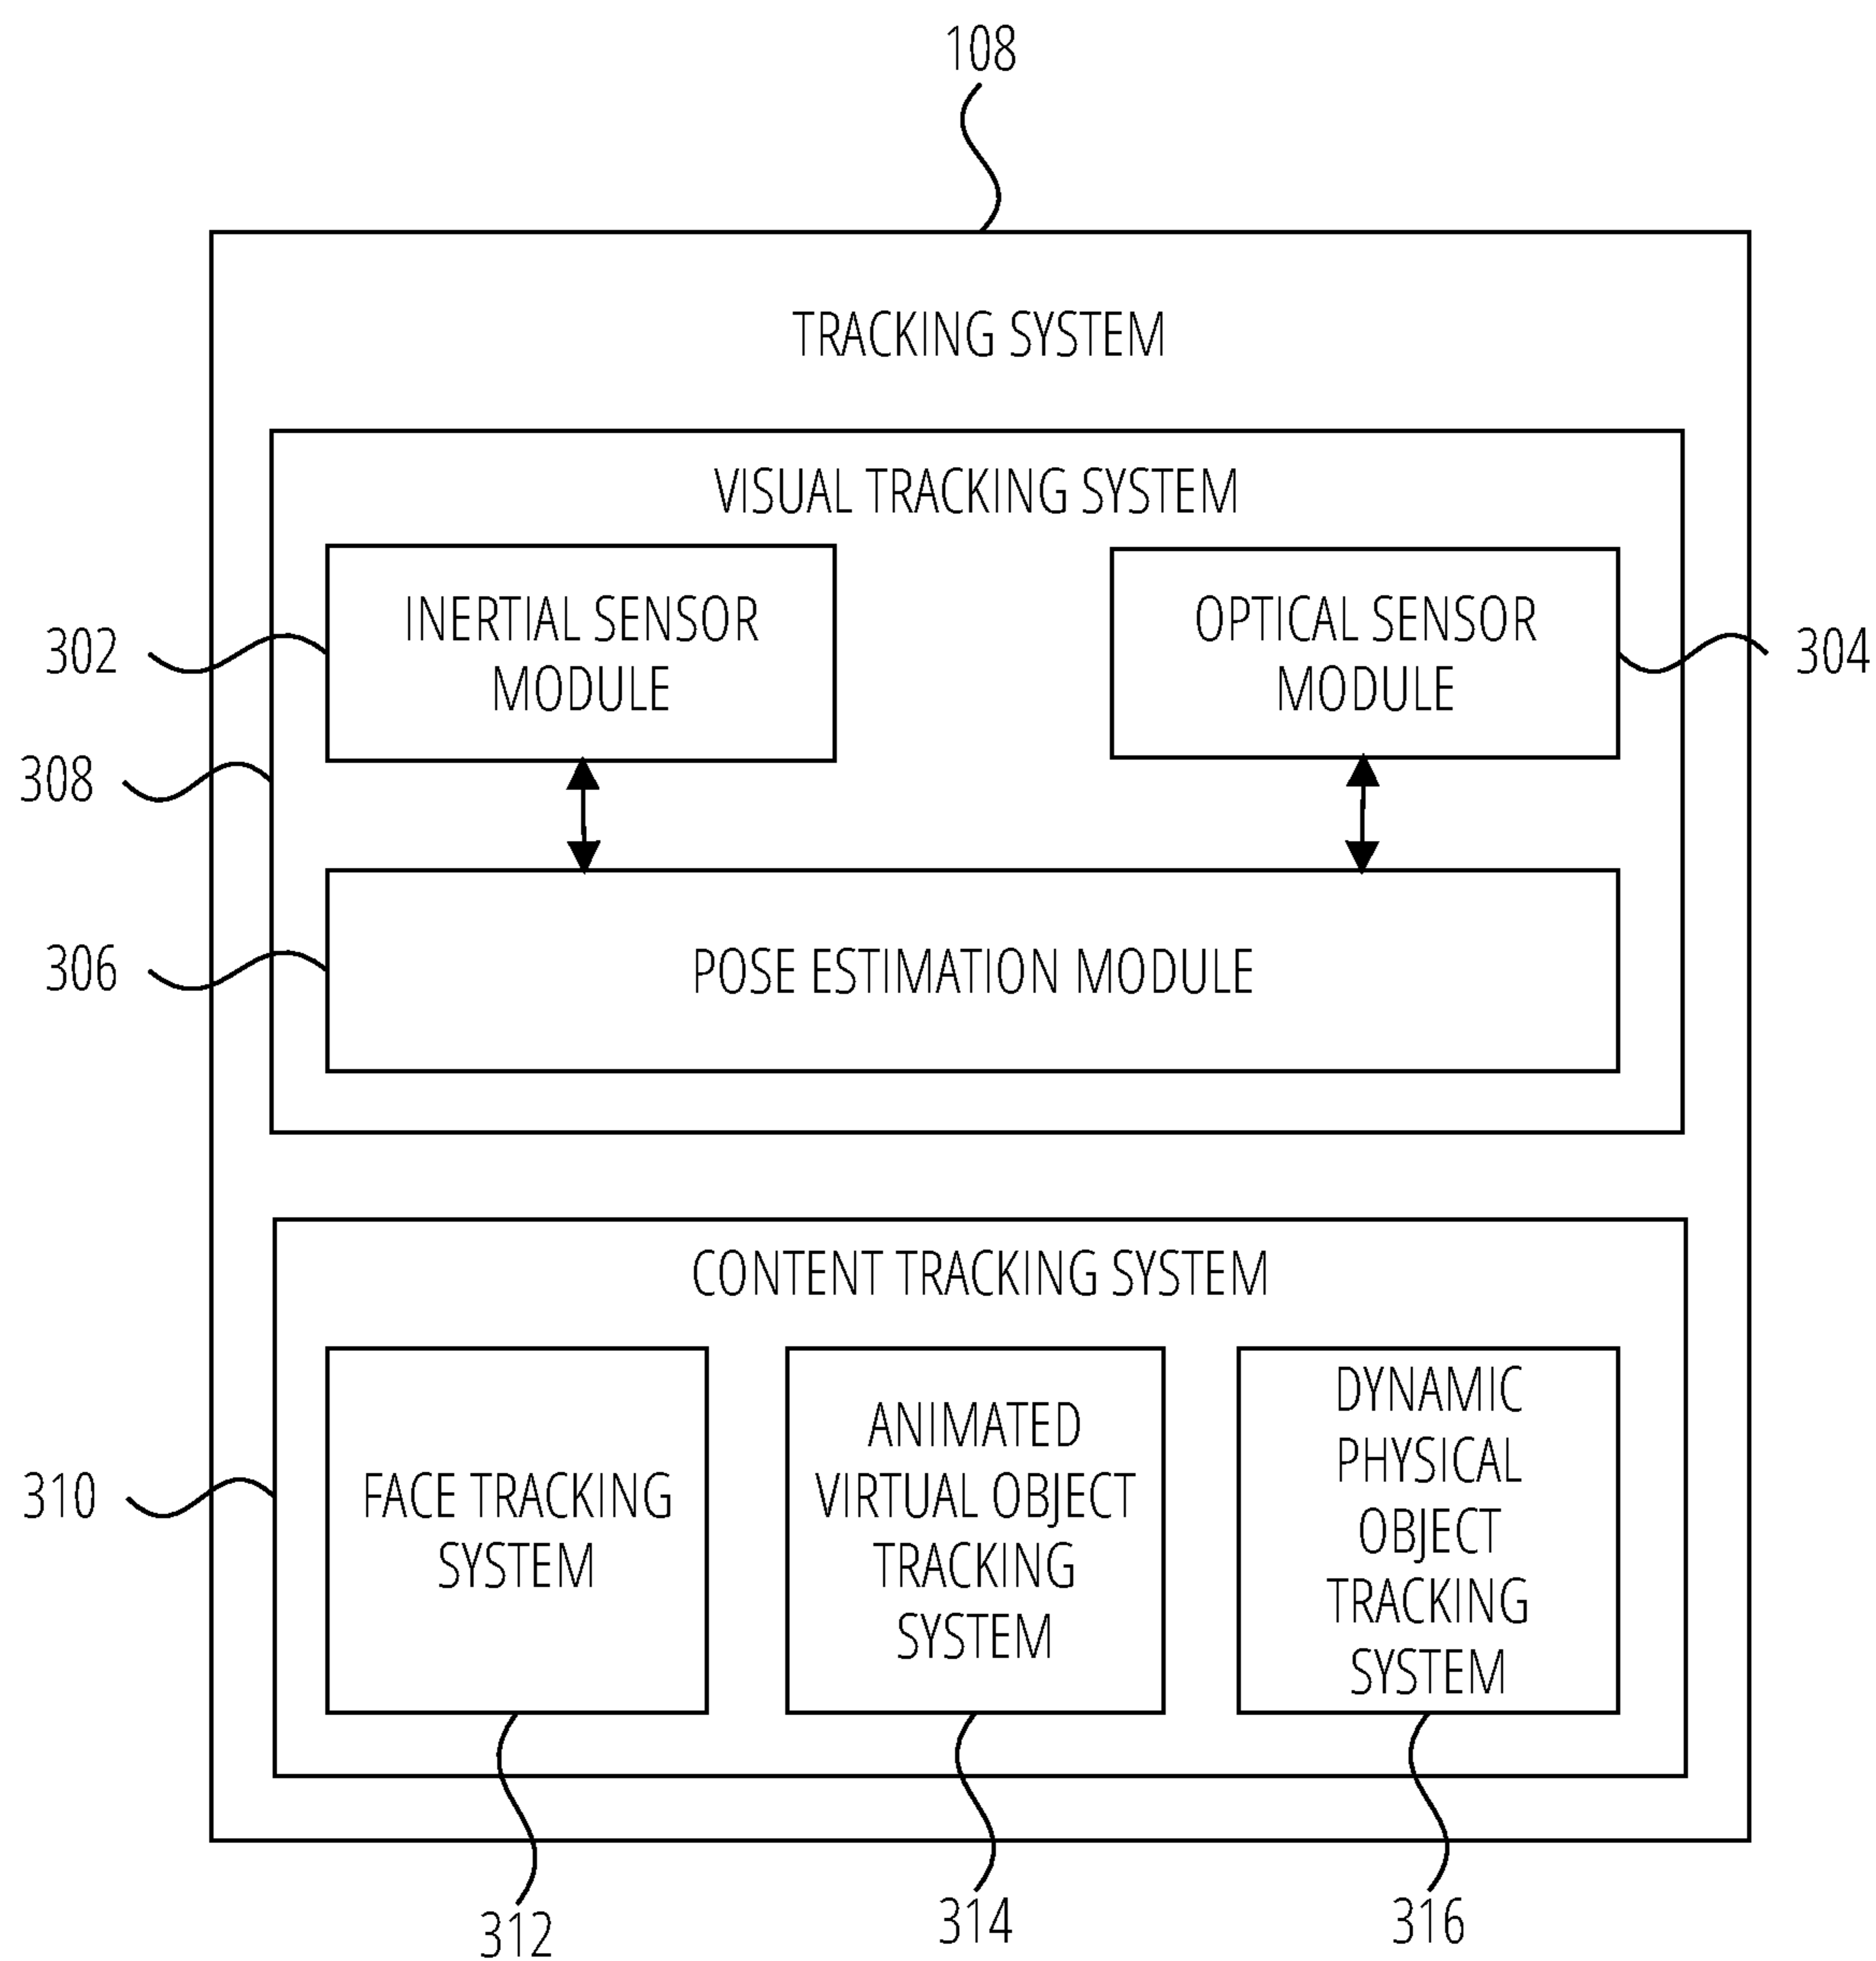 108
TRACKING SYSTEM
VISUAL TRACKING SYSTEM
INERTIAL SENSOR
MODULE
OPTICAL SENSOR
MODULE
302
304
308
306
POSE ESTIMATION MODULE
CONTENT TRACKING SYSTEM
310
FACE TRACKING
SYSTEM
ANIMATED
VIRTUAL OBJECT
TRACKING
SYSTEM
DYNAMIC
PHYSICAL
OBJECT
TRACKING
SYSTEM
312
314
316